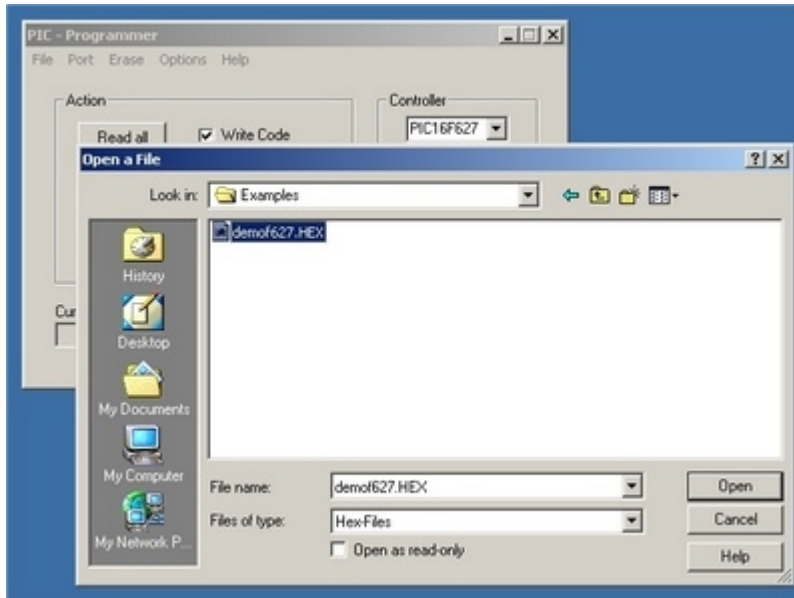 PIC - Programmer
File Port Erase Options Help
Action
Controller
Read all
Write Code
PIC16F627
Open a File
Look in:
Examples
demof627.HEX
History
Desktop
My Documents
My Computer
My Network P...
File name:
demof627.HEX
Open
Files of type:
Hex-Files
Cancel
Open as read-only
Help
Cur